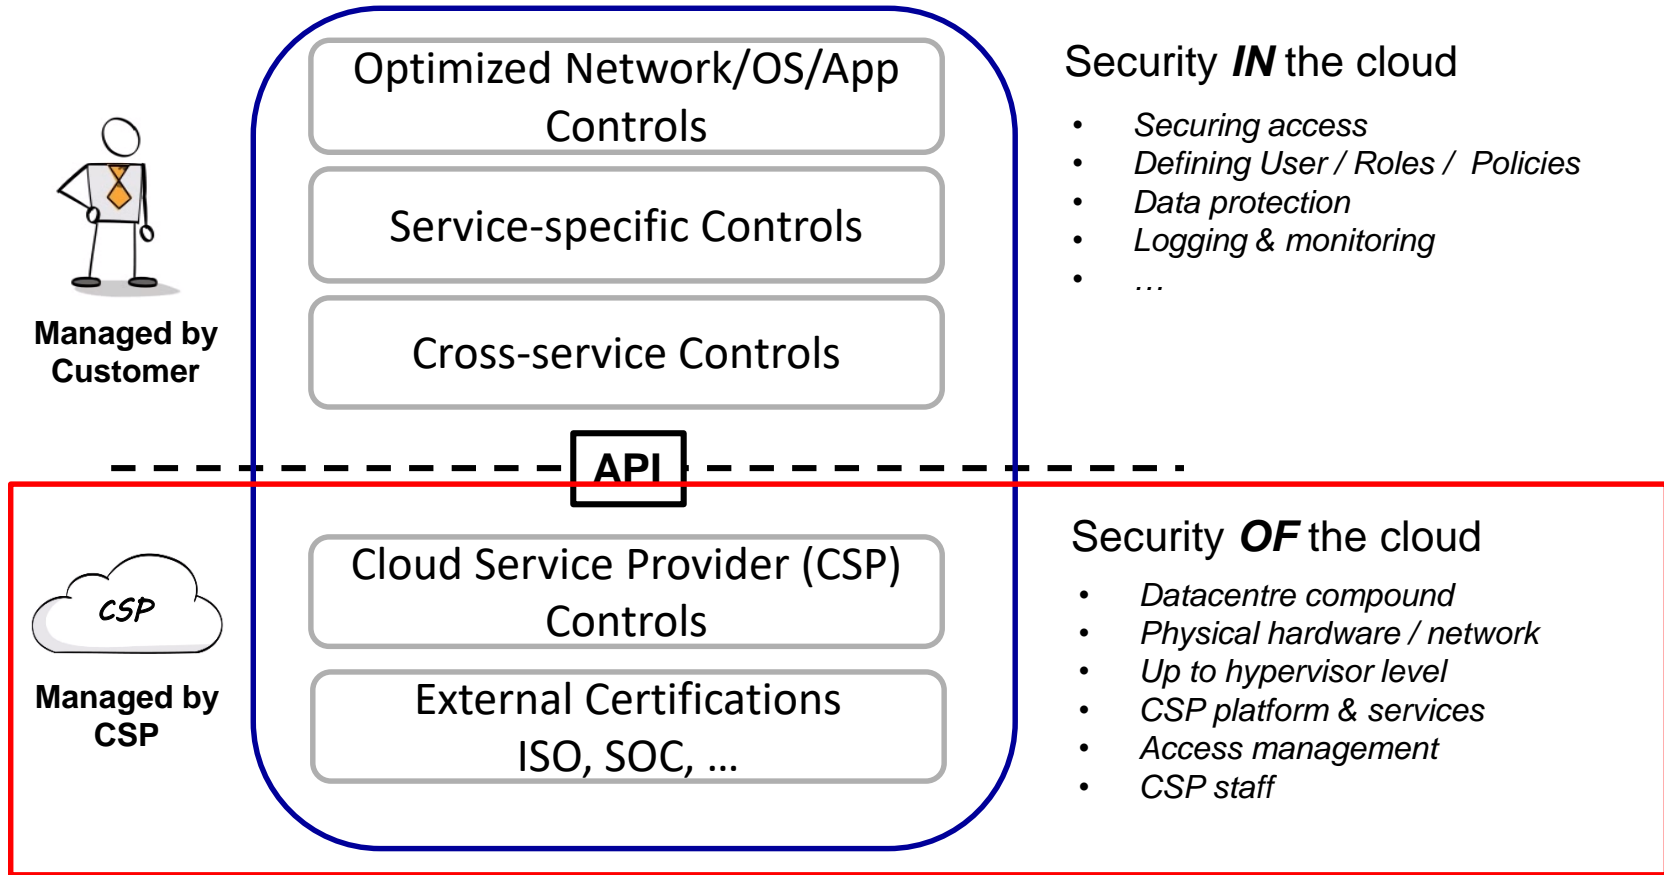 Optimized Network/OS/App
Controls
Service-specific Controls
Cross-service Controls
Managed by
Customer
Security IN the cloud
• Securing access
• Defining User / Roles / Policies
• Data protection
• Logging & monitoring
• …
API
Cloud Service Provider (CSP)
Controls
External Certifications
ISO, SOC, …
CSP
Managed by
CSP
Security OF the cloud
• Datacentre compound
• Physical hardware / network
• Up to hypervisor level
• CSP platform & services
• Access management
• CSP staff